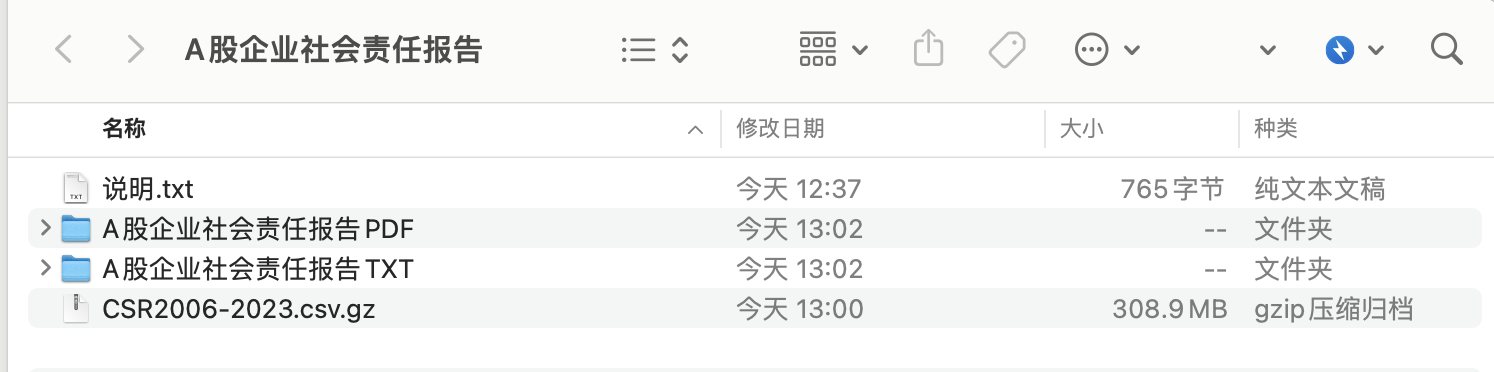 A股企业社会责任报告
名称 修改日期 大小 种类
TXT 说明.txt 今天 12:37 765字节 纯文本文稿
A股企业社会责任报告PDF 今天 13:02 -- 文件夹
A股企业社会责任报告TXT 今天 13:02 -- 文件夹
CSR2006-2023.csv.gz 今天 13:00 308.9 MB gzip压缩归档